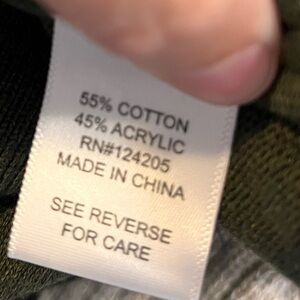 55% COTTON
45% ACRYLIC
RN#124205
MADE IN CHINA
SEE REVERSE
FOR CARE